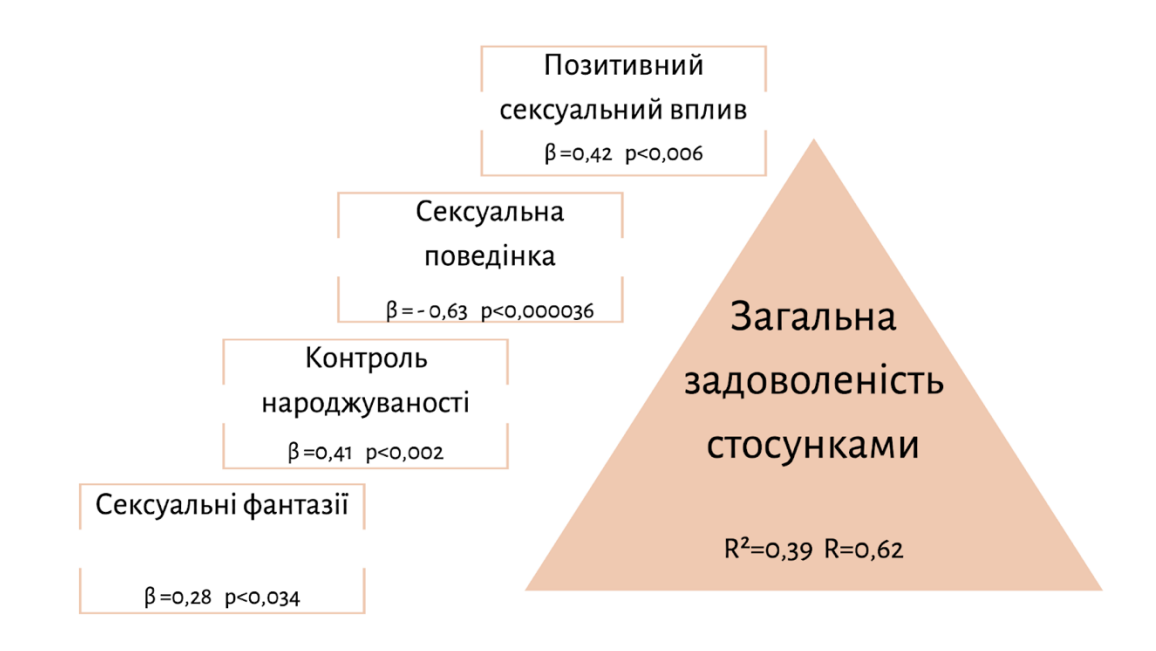 Позитивний
сексуальний вплив
β=0,42 p<0,006
Сексуальна
поведінка
β=-0,63 p<0,000036
Контроль
народжуваності
β=0,41 p<0,002
Сексуальні фантазії
β=0,28 p<0,034
Загальна
задоволеність
стосунками
R²=0,39 R=0,62